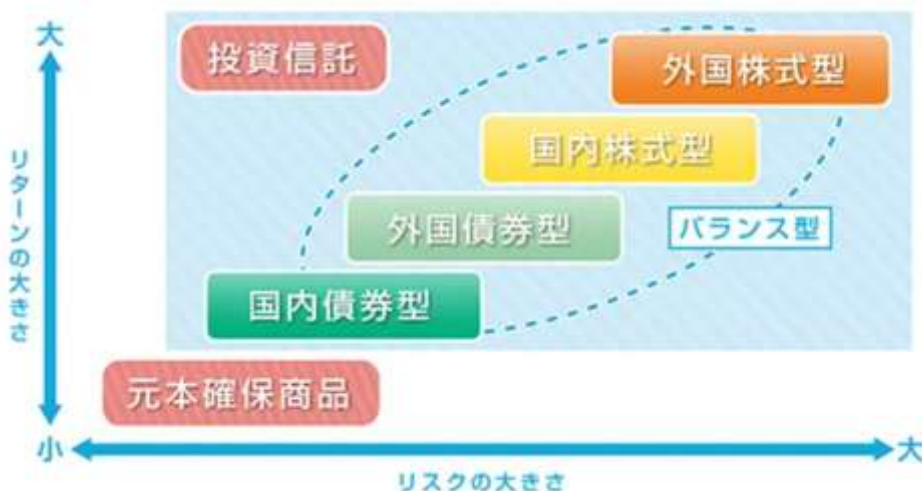 大
投資信託
外国株式型
国内株式型
リターンの大きさ
外国債券型
バランス型
国内債券型
元本確保商品
小
大
リスクの大きさ